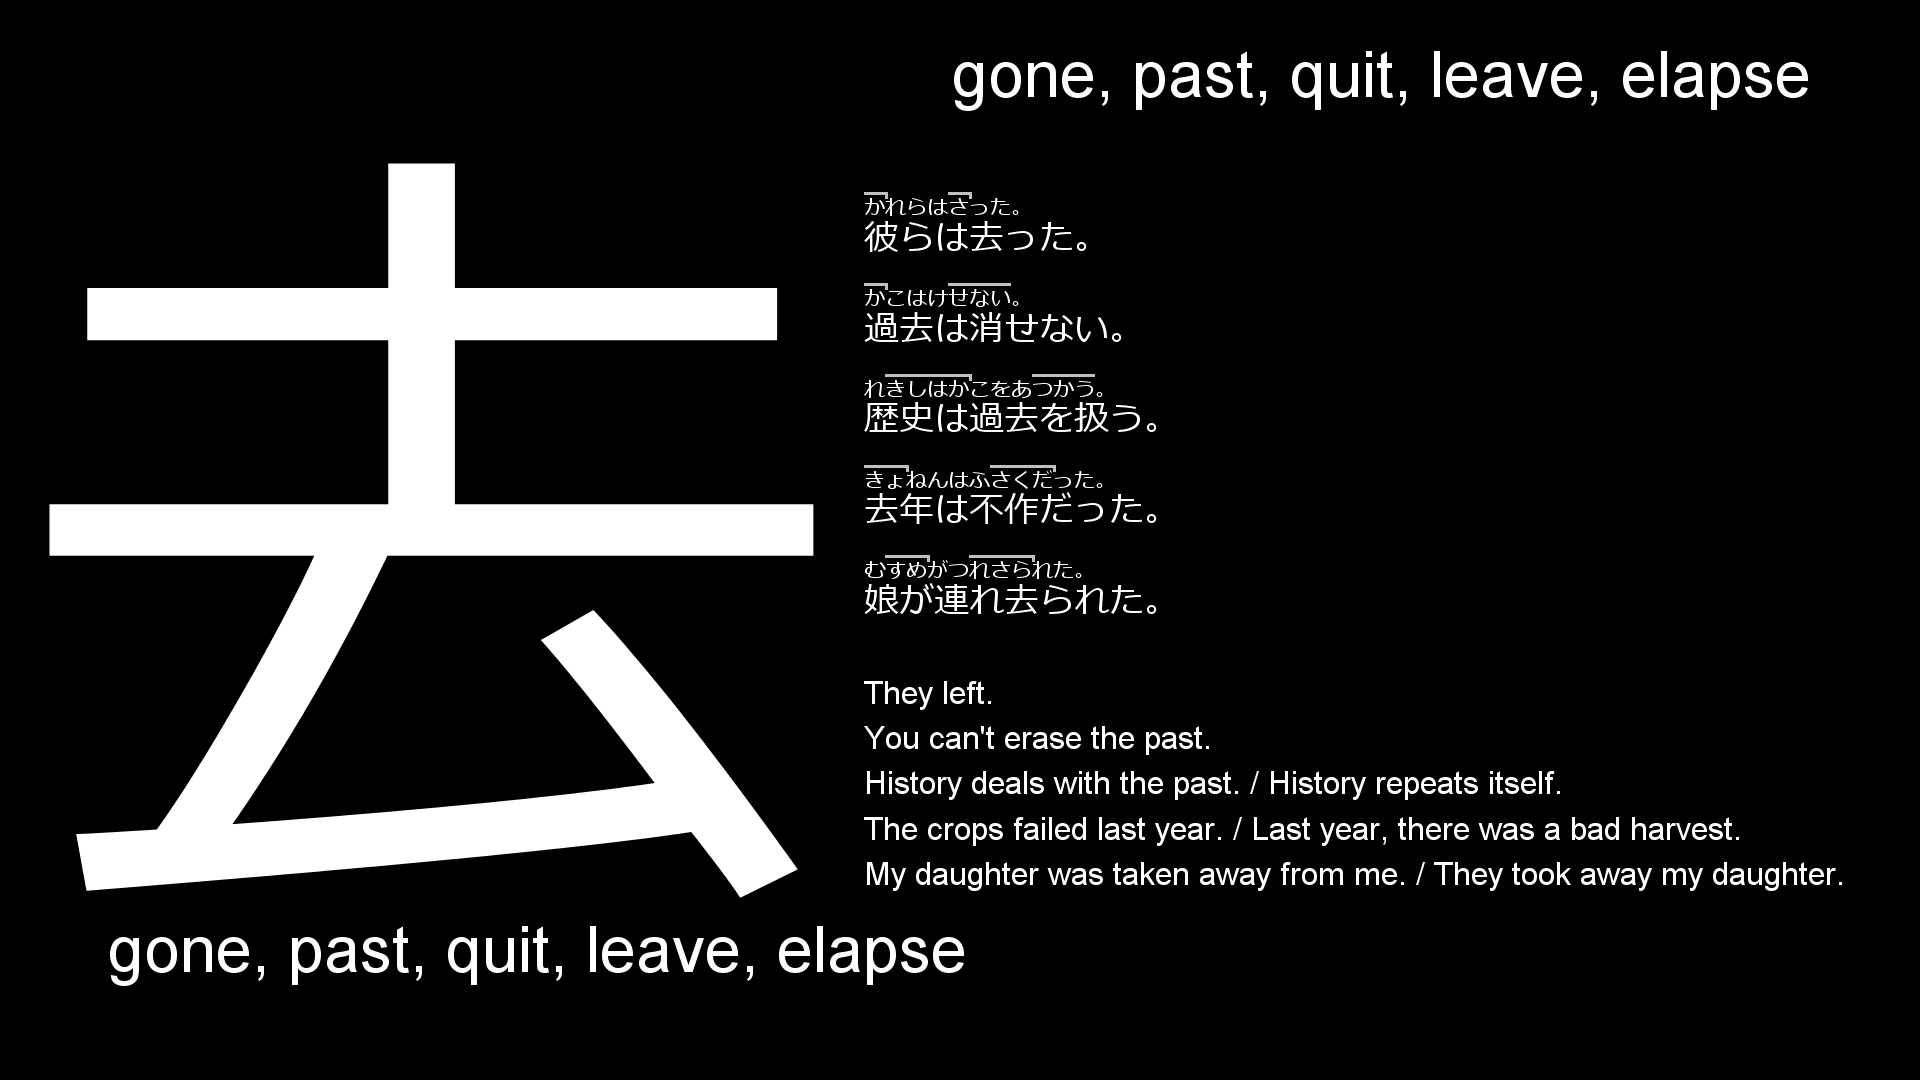 gone, past, quit, leave, elapse
去
かれらはさった。
彼らは去った。
かこはけせない。
過去は消せない。
れきしはかこをあつかう。
歴史は過去を扱う。
きょねんはふさくだった。
去年は不作だった。
むすめがつれさられた。
娘が連れ去られた。
They left.
You can't erase the past.
History deals with the past. / History repeats itself.
The crops failed last year. / Last year, there was a bad harvest.
My daughter was taken away from me. / They took away my daughter.
gone, past, quit, leave, elapse